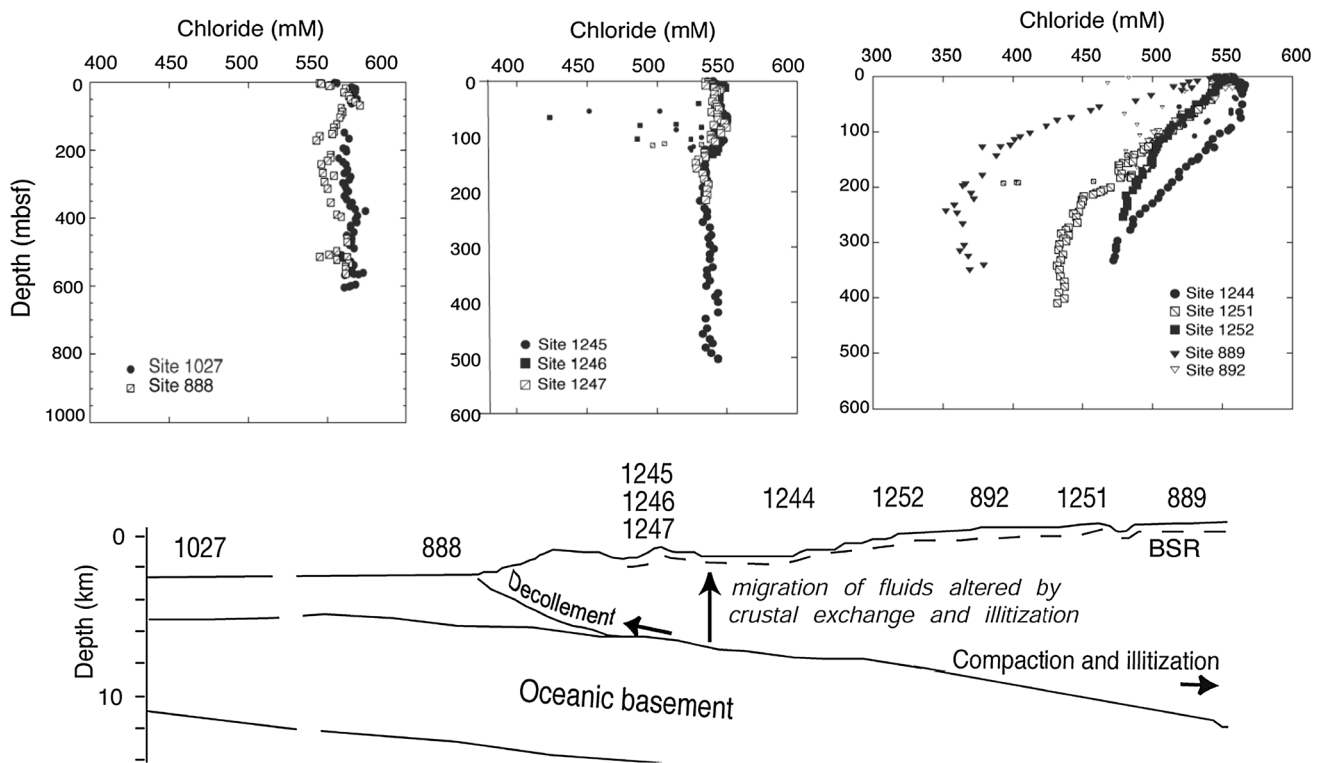 Chloride (mM)
400 450 500 550 600
0
200
400
600
800
1000
Depth (mbsf)
Site 1027
Site 888
Chloride (mM)
400 450 500 550 600
0
100
200
300
400
500
600
Site 1245
Site 1246
Site 1247
Chloride (mM)
300 350 400 450 500 550 600
0
100
200
300
400
500
600
Site 1244
Site 1251
Site 1252
Site 889
Site 892
1245
1246
1247
1244
1252
892
1251
889
1027
888
0
10
Depth (km)
BSR
Decollement
migration of fluids altered by
crustal exchange and illitization
Compaction and illitization
Oceanic basement